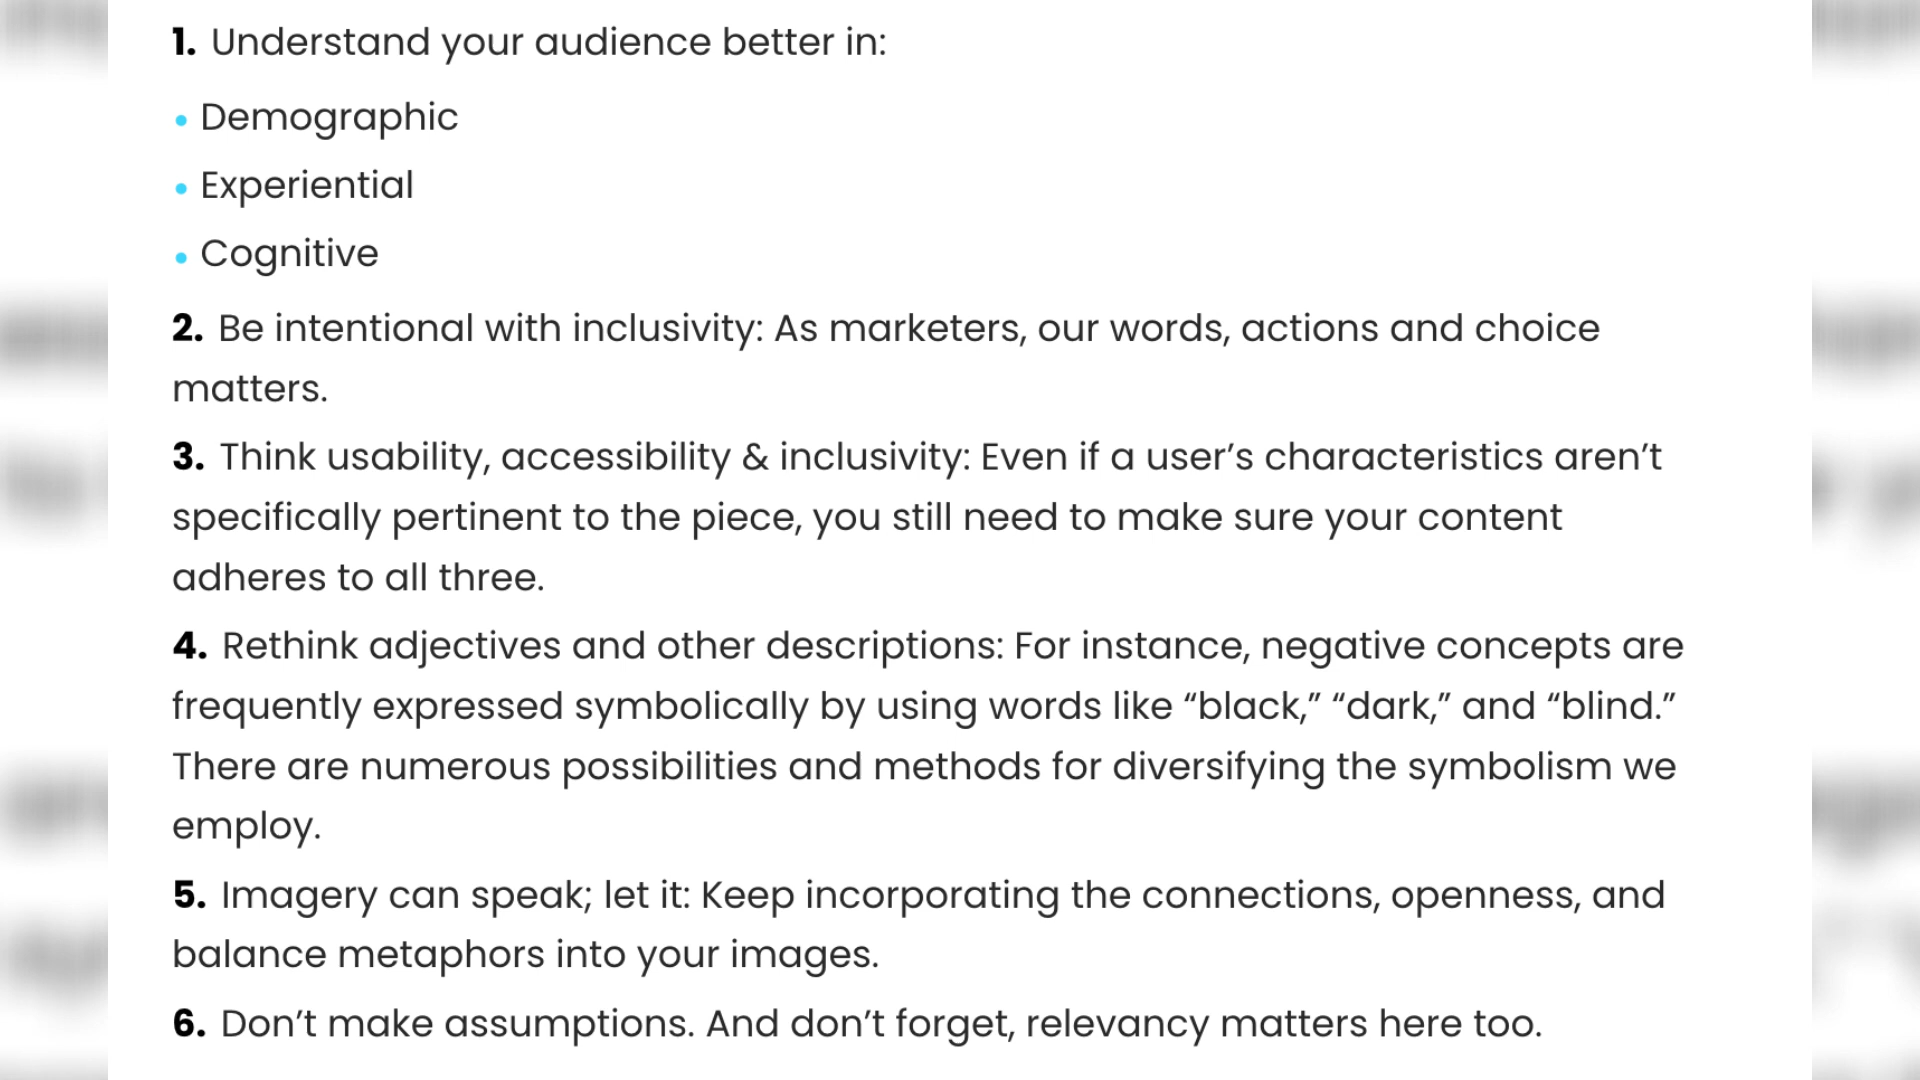 1. Understand your audience better in:
• Demographic
• Experiential
• Cognitive
2. Be intentional with inclusivity: As marketers, our words, actions and choice
matters.
3. Think usability, accessibility & inclusivity: Even if a user’s characteristics aren’t
specifically pertinent to the piece, you still need to make sure your content
adheres to all three.
4. Rethink adjectives and other descriptions: For instance, negative concepts are
frequently expressed symbolically by using words like “black,” “dark,” and “blind.”
There are numerous possibilities and methods for diversifying the symbolism we
employ.
5. Imagery can speak; let it: Keep incorporating the connections, openness, and
balance metaphors into your images.
6. Don’t make assumptions. And don’t forget, relevancy matters here too.